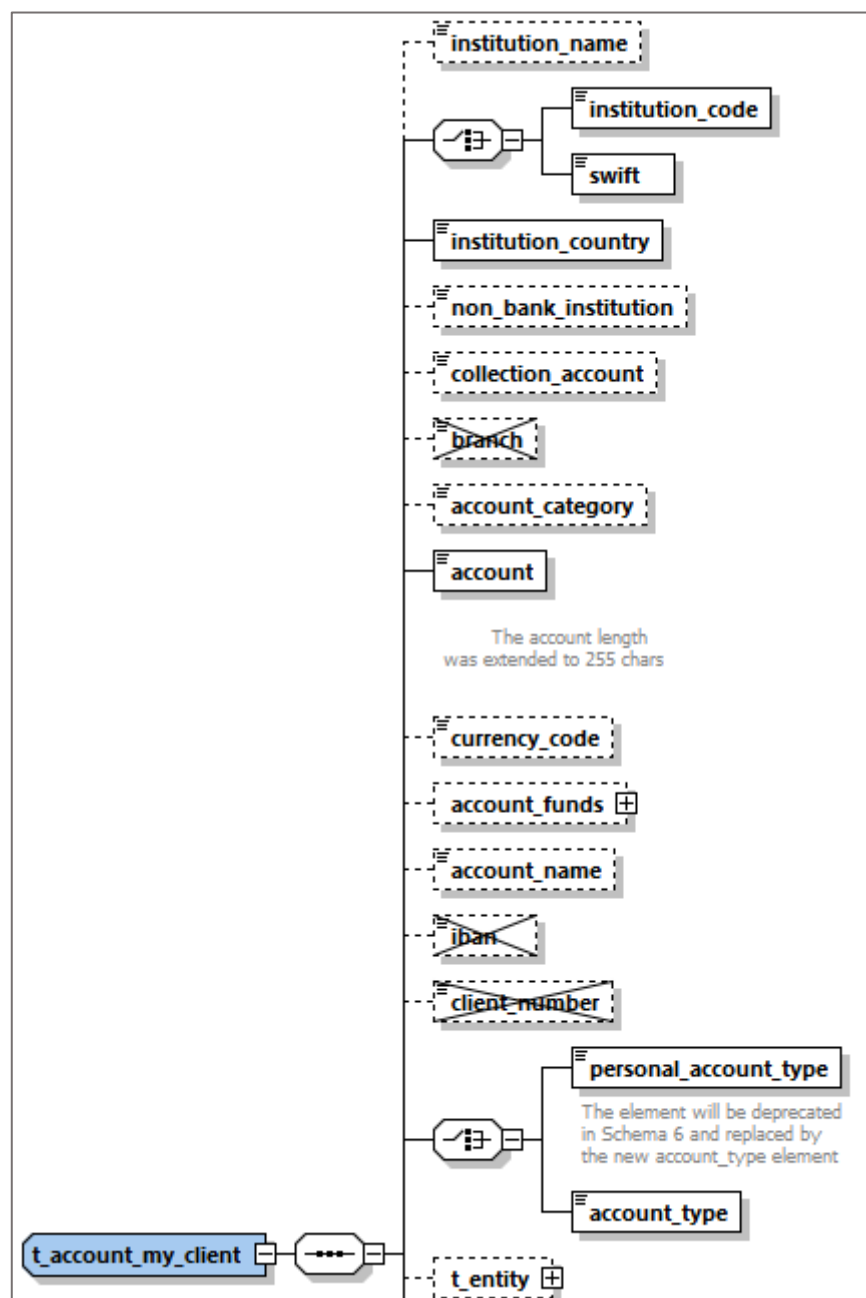 institution_name
institution_code
swift
institution_country
non_bank_institution
collection_account
branch
account_category
account
The account length
was extended to 255 chars
currency_code
account_funds
account_name
iban
client_number
personal_account_type
The element will be deprecated
in Schema 6 and replaced by
the new account_type element
account_type
t_account_my_client
t_entity